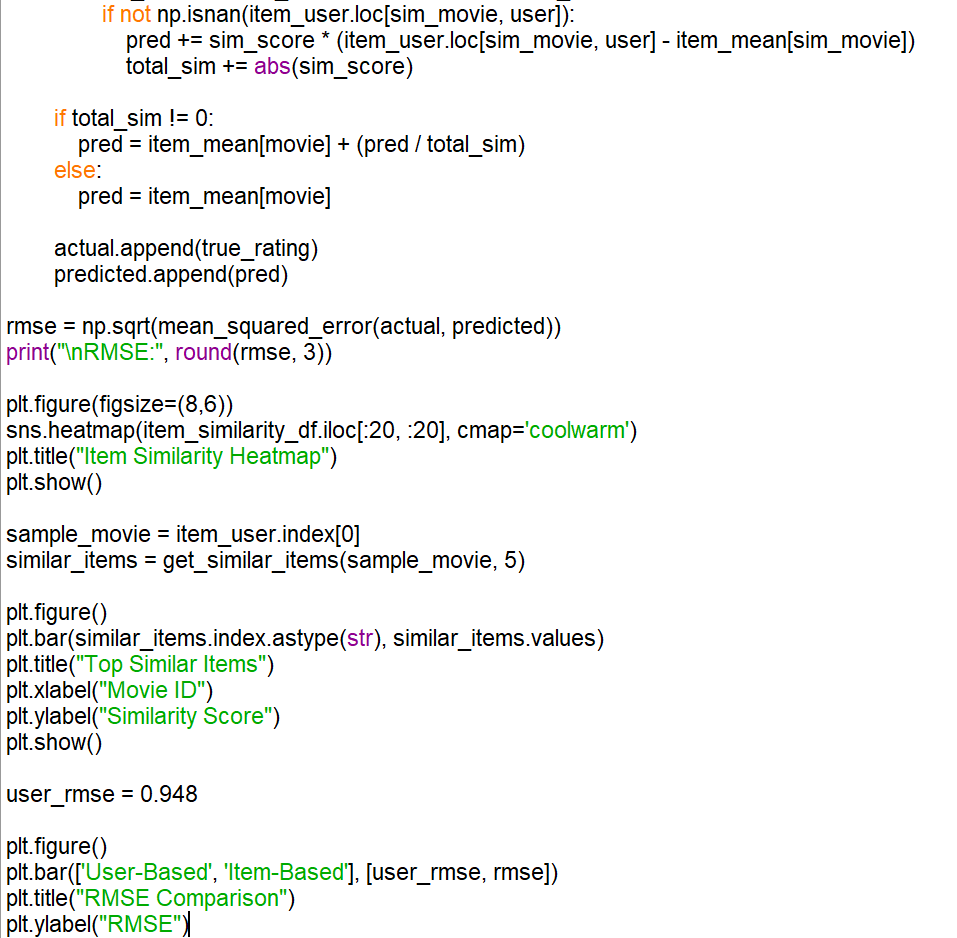 if not np.isnan(item_user.loc[sim_movie, user]):
pred += sim_score * (item_user.loc[sim_movie, user] - item_mean[sim_movie])
total_sim += abs(sim_score)
if total_sim != 0:
pred = item_mean[movie] + (pred / total_sim)
else:
pred = item_mean[movie]
actual.append(true_rating)
predicted.append(pred)
rmse = np.sqrt(mean_squared_error(actual, predicted))
print("\nRMSE:", round(rmse, 3))
plt.figure(figsize=(8,6))
sns.heatmap(item_similarity_df.iloc[:20, :20], cmap='coolwarm')
plt.title("Item Similarity Heatmap")
plt.show()
sample_movie = item_user.index[0]
similar_items = get_similar_items(sample_movie, 5)
plt.figure()
plt.bar(similar_items.index.astype(str), similar_items.values)
plt.title("Top Similar Items")
plt.xlabel("Movie ID")
plt.ylabel("Similarity Score")
plt.show()
user_rmse = 0.948
plt.figure()
plt.bar(['User-Based', 'Item-Based'], [user_rmse, rmse])
plt.title("RMSE Comparison")
plt.ylabel("RMSE")